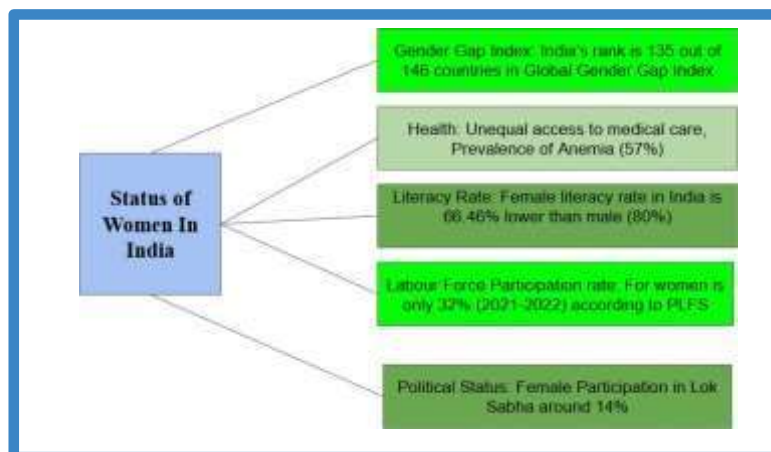 Status of
Women In
India
Gender Gap Index: India's rank is 135 out of
146 countries in Global Gender Gap Index
Health: Unequal access to medical care,
Prevalence of Anemia (57%)
Literacy Rate: Female literacy rate in India is
66.46% lower than male (80%)
Labour Force Participation rate: For women is
only 32% (2021-2022) according to PLFS
Political Status: Female Participation in Lok
Sabha around 14%